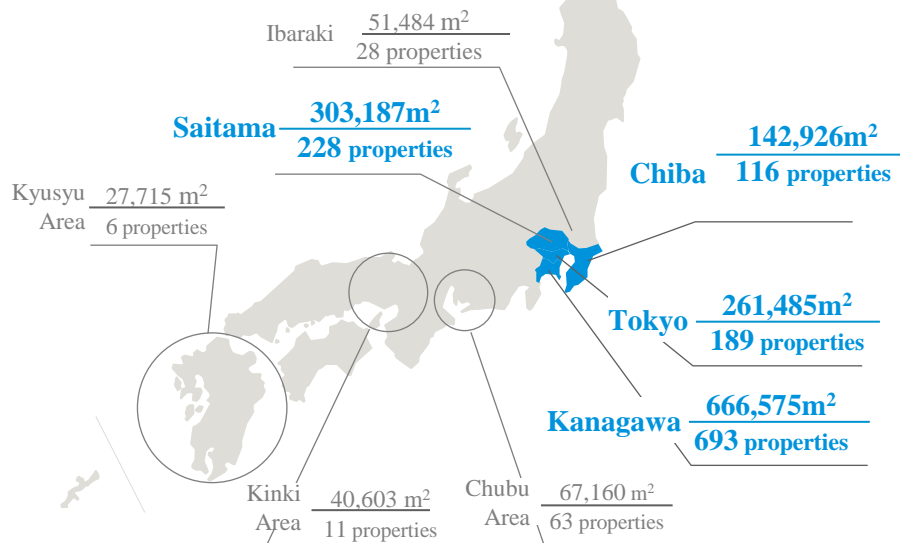 Ibaraki
51,484 m²
28 properties
Saitama
303,187m²
228 properties
Chiba
142,926m²
116 properties
Kyusyu
Area
27,715 m²
6 properties
Tokyo
261,485m²
189 properties
Kanagawa
666,575m²
693 properties
Kinki
Area
40,603 m²
11 properties
Chubu
Area
67,160 m²
63 properties